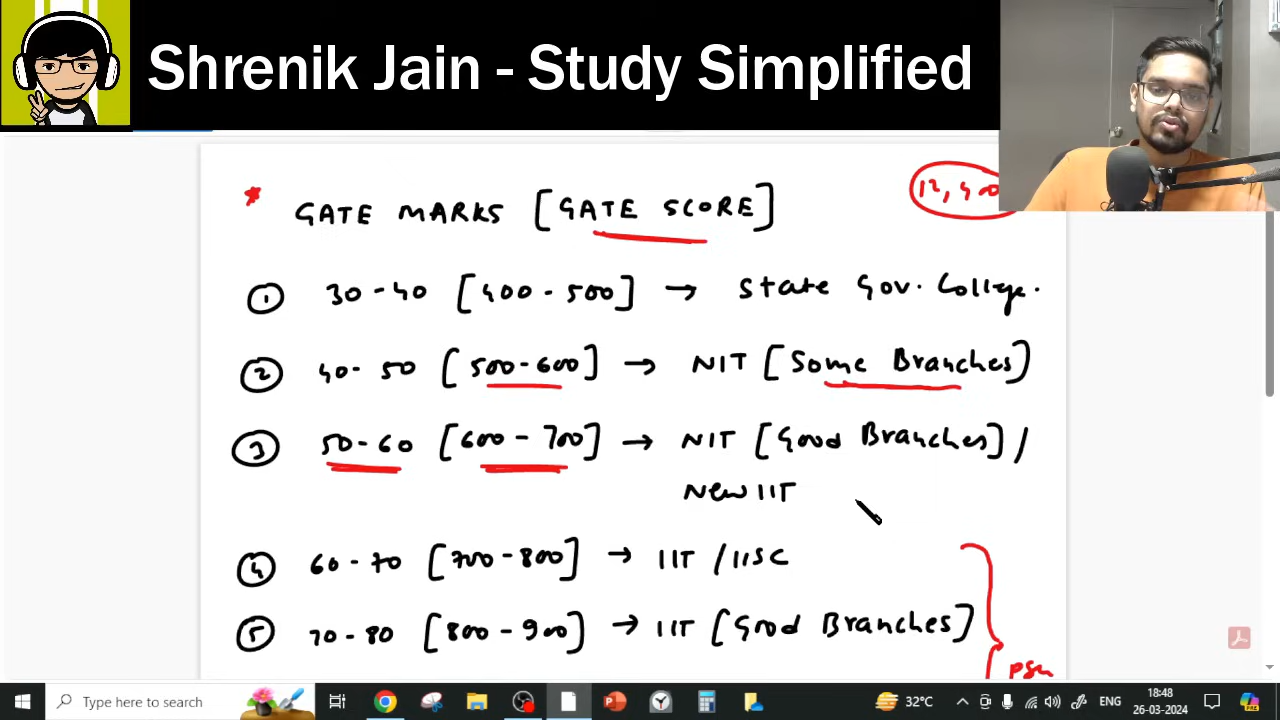 Shrenik Jain - Study Simplified
* GATE MARKS [GATE SCORE]
12,400
① 30-40 [400-500] → State Gov. College.
② 40-50 [500-600] → NIT [Some Branches]
③ 50-60 [600-700] → NIT [Good Branches] /
New IIT
④ 60-70 [700-800] → IIT / IISC
⑤ 70-80 [800-900] → IIT [Good Branches]
Type here to search
32°C
ENG
18:48
26-03-2024